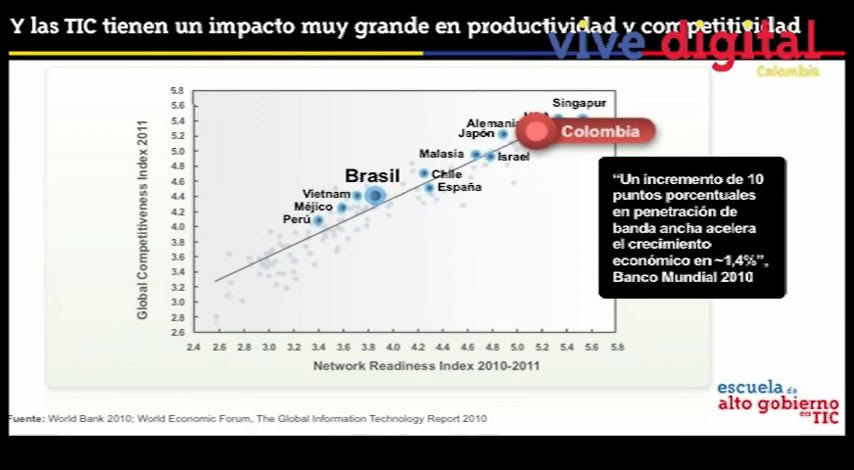 Y las TIC tienen un impacto muy grande en productividad y competitividad
vive digital
Colombia
Global Competitiveness Index 2011
5.8
5.6
5.4
5.2
5.0
4.8
4.6
4.4
4.2
4.0
3.8
3.6
3.4
3.2
3.0
2.8
2.6
Singapur
Alemania
Japón
Colombia
Malasia
Israel
Brasil
Chile
España
Vietnam
Méjico
Perú
2.4 2.6 2.8 3.0 3.2 3.4 3.6 3.8 4.0 4.2 4.4 4.6 4.8 5.0 5.2 5.4 5.6 5.8
Network Readiness Index 2010-2011
“Un incremento de 10
puntos porcentuales
en penetración de
banda ancha acelera
el crecimiento
económico en ~1,4%”,
Banco Mundial 2010
escuela de
alto gobierno
en TIC
Fuente: World Bank 2010; World Economic Forum, The Global Information Technology Report 2010